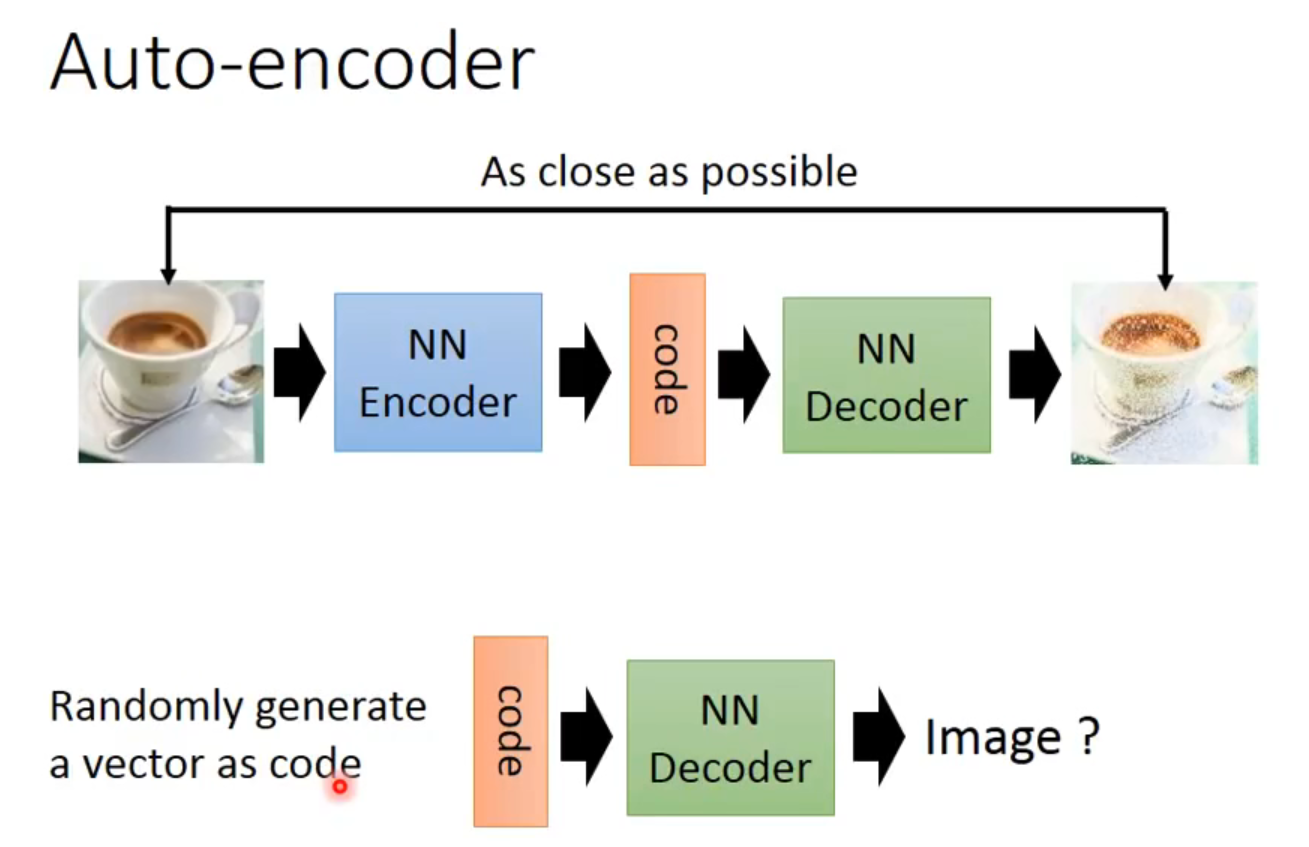 Auto-encoder
As close as possible
NN
Encoder
code
NN
Decoder
Randomly generate
a vector as code
code
NN
Decoder
Image ?